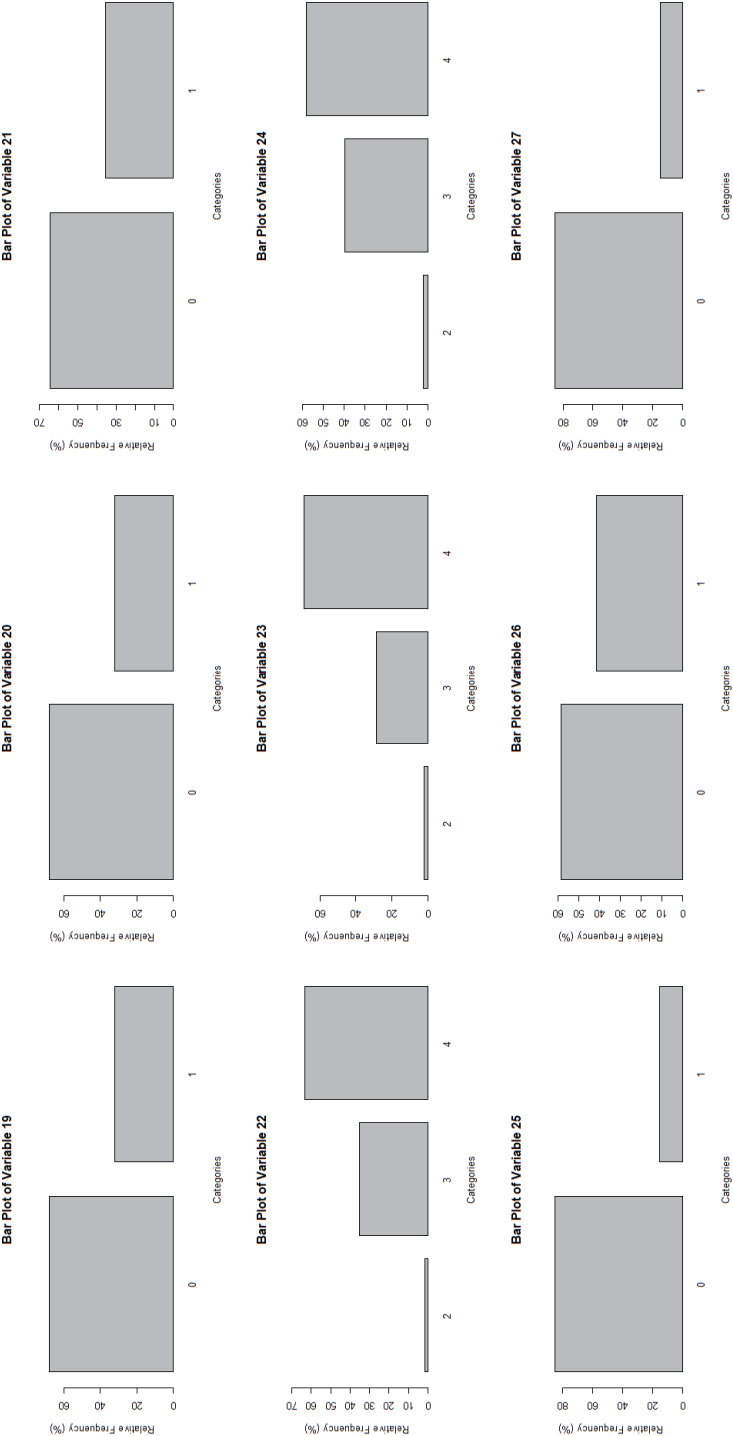 Bar Plot of Variable 19
Relative Frequency (%)
0 20 40 60
0 1
Categories
Bar Plot of Variable 20
Relative Frequency (%)
0 20 40 60
0 1
Categories
Bar Plot of Variable 21
Relative Frequency (%)
0 10 30 50 70
0 1
Categories
Bar Plot of Variable 22
Relative Frequency (%)
0 10 20 30 40 50 60 70
2 3 4
Categories
Bar Plot of Variable 23
Relative Frequency (%)
0 20 40 60
2 3 4
Categories
Bar Plot of Variable 24
Relative Frequency (%)
0 10 20 30 40 50 60
2 3 4
Categories
Bar Plot of Variable 25
Relative Frequency (%)
0 20 40 60 80
0 1
Categories
Bar Plot of Variable 26
Relative Frequency (%)
0 10 20 30 40 50 60
0 1
Categories
Bar Plot of Variable 27
Relative Frequency (%)
0 20 40 60 80
0 1
Categories